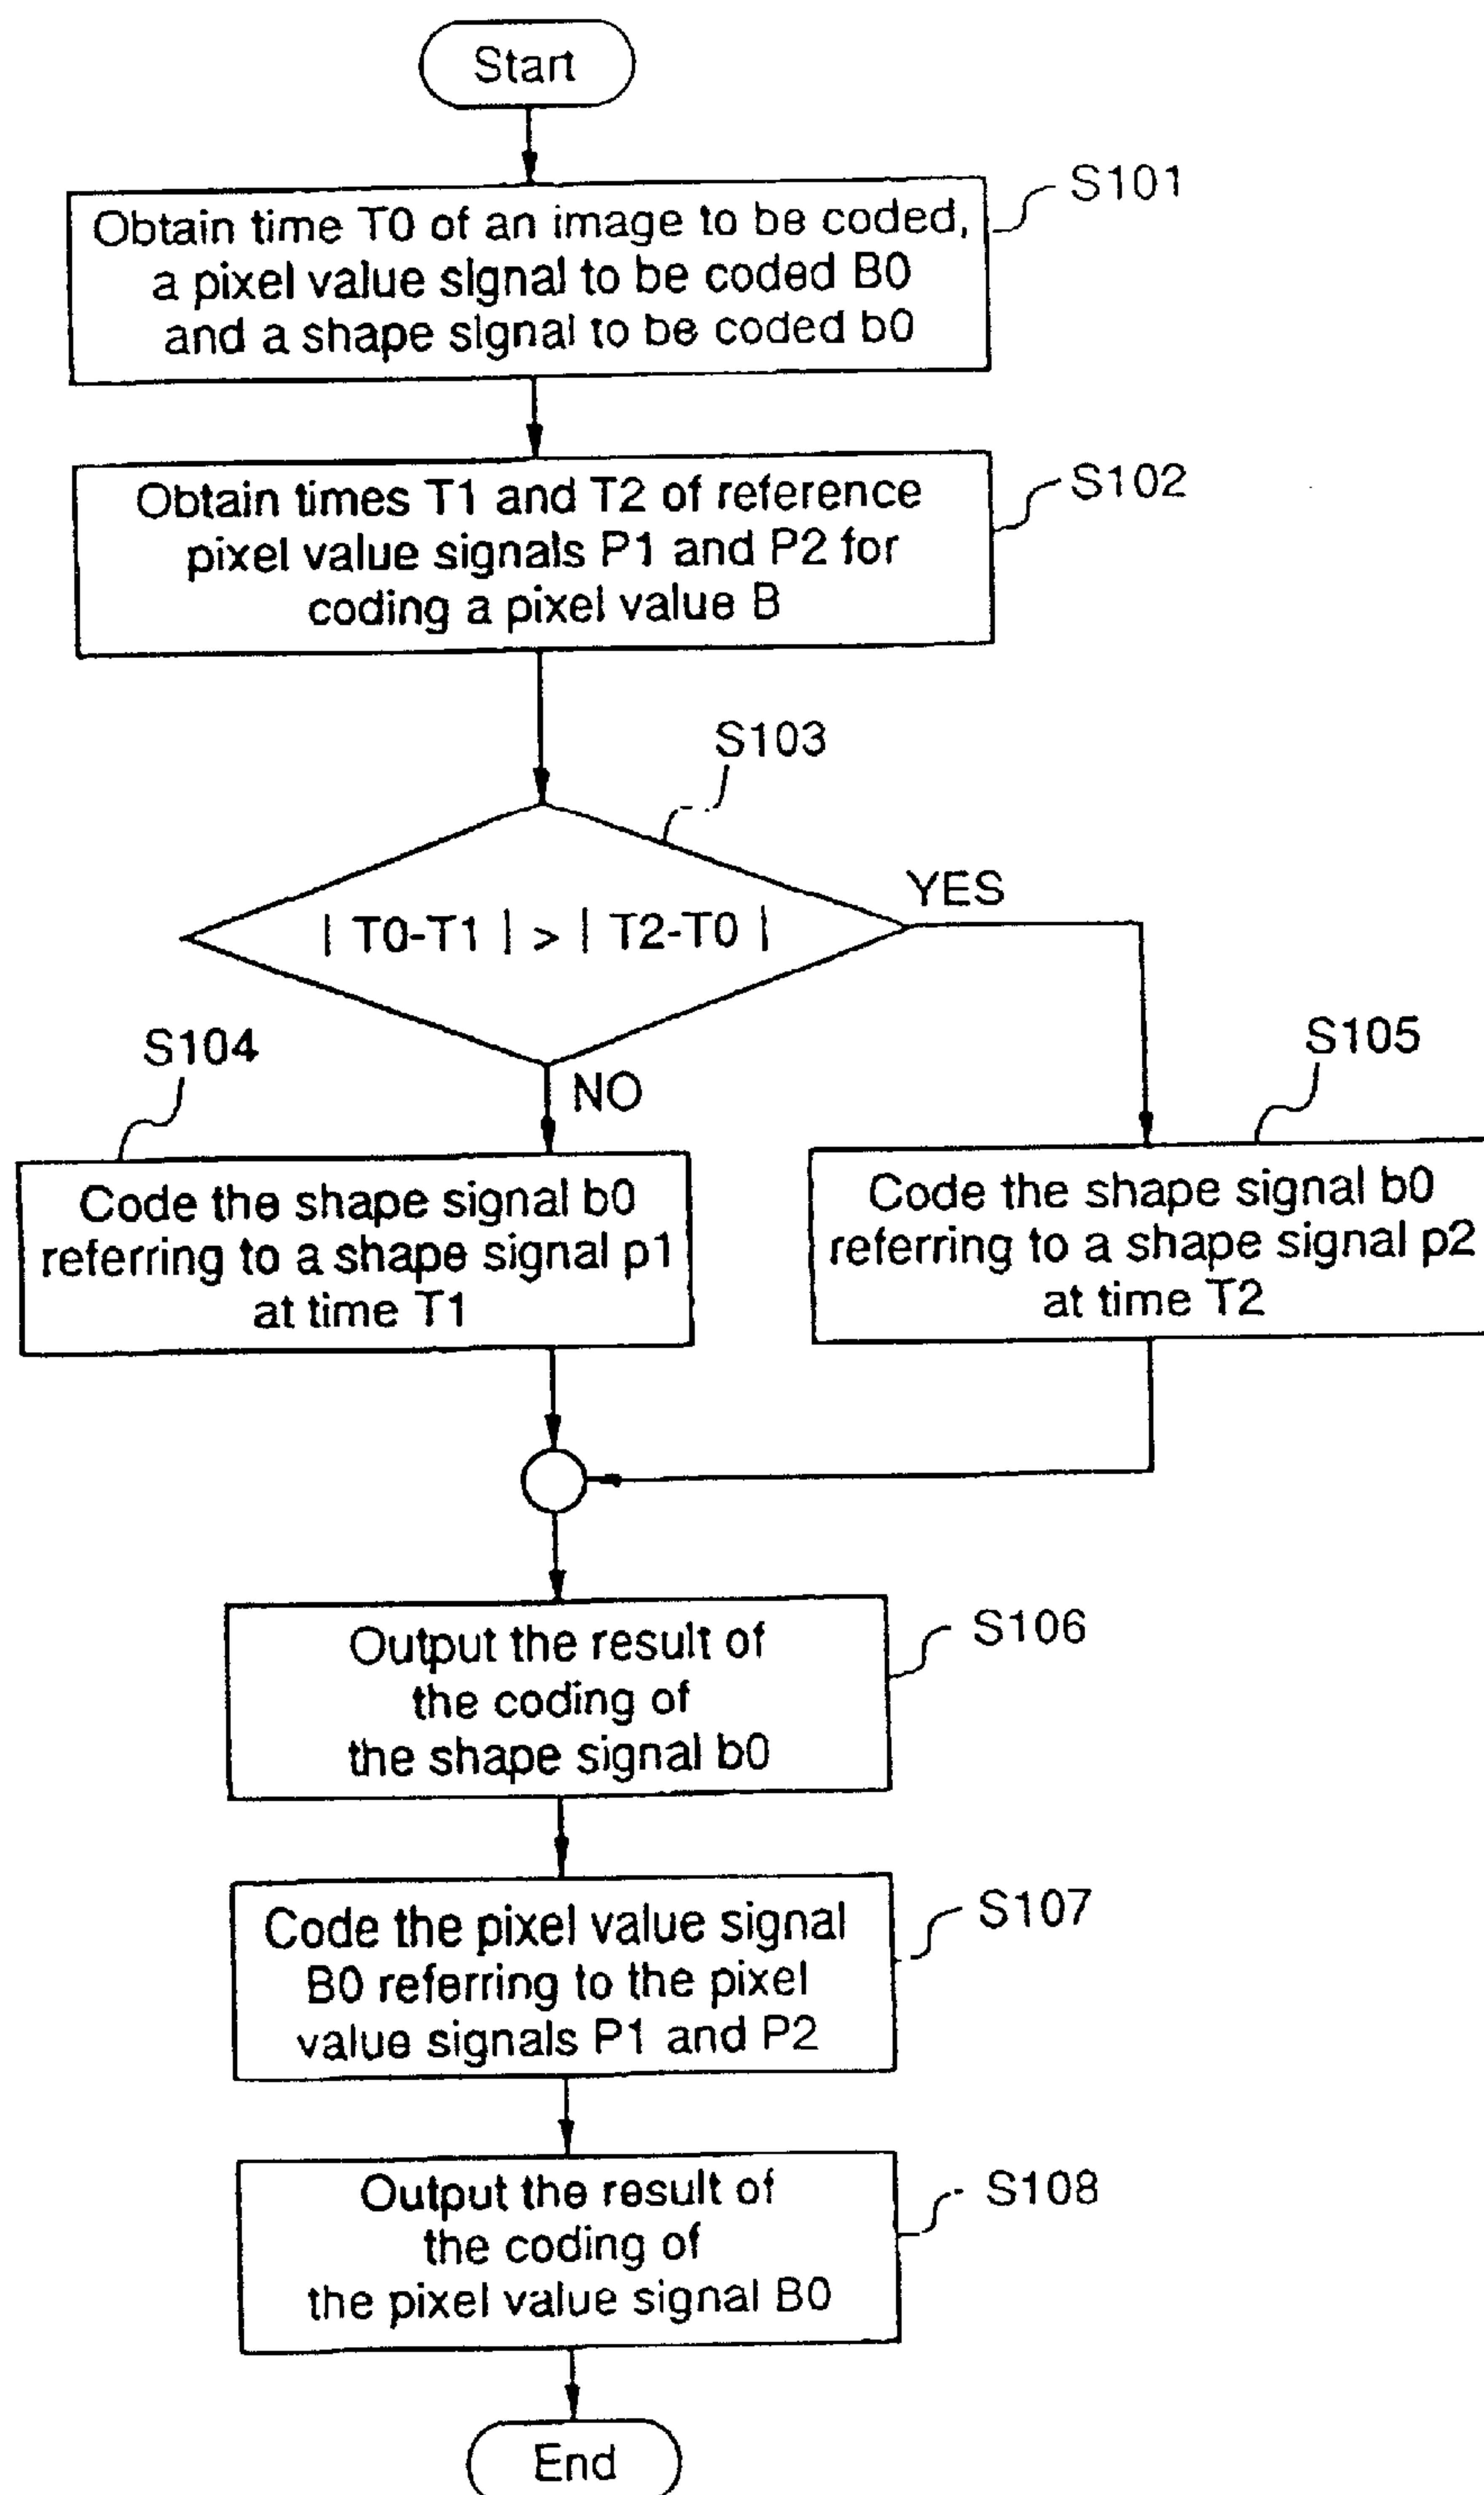 Start
S101
Obtain time T0 of an image to be coded,
a pixel value signal to be coded B0
and a shape signal to be coded b0
S102
Obtain times T1 and T2 of reference
pixel value signals P1 and P2 for
coding a pixel value B
S103
| T0-T1 | > | T2-T0 |
YES
NO
S104
Code the shape signal b0
referring to a shape signal p1
at time T1
S105
Code the shape signal b0
referring to a shape signal p2
at time T2
S106
Output the result of
the coding of
the shape signal b0
S107
Code the pixel value signal
B0 referring to the pixel
value signals P1 and P2
S108
Output the result of
the coding of
the pixel value signal B0
End